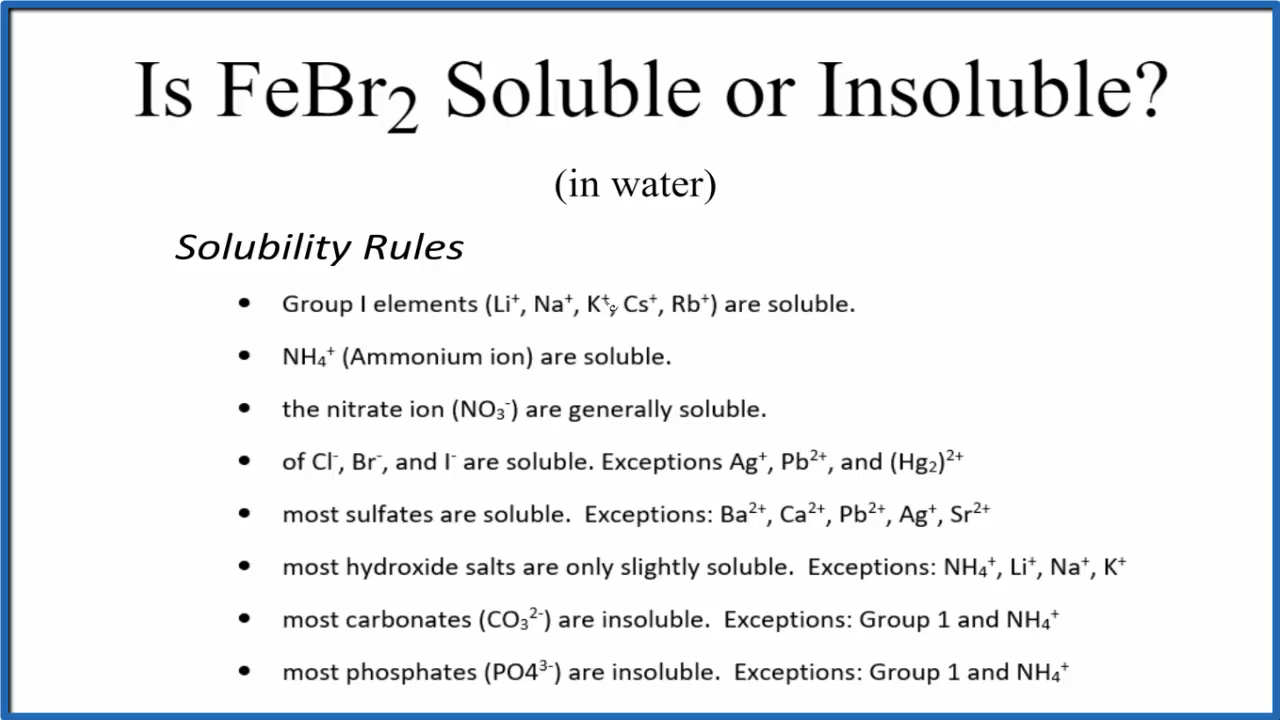 Is FeBr₂ Soluble or Insoluble?
(in water)
Solubility Rules
• Group I elements (Li⁺, Na⁺, K⁺, Cs⁺, Rb⁺) are soluble.
• NH₄⁺ (Ammonium ion) are soluble.
• the nitrate ion (NO₃⁻) are generally soluble.
• of Cl⁻, Br⁻, and I⁻ are soluble. Exceptions Ag⁺, Pb²⁺, and (Hg₂)²⁺
• most sulfates are soluble.  Exceptions: Ba²⁺, Ca²⁺, Pb²⁺, Ag⁺, Sr²⁺
• most hydroxide salts are only slightly soluble.  Exceptions: NH₄⁺, Li⁺, Na⁺, K⁺
• most carbonates (CO₃²⁻) are insoluble.  Exceptions: Group 1 and NH₄⁺
• most phosphates (PO4³⁻) are insoluble.  Exceptions: Group 1 and NH₄⁺